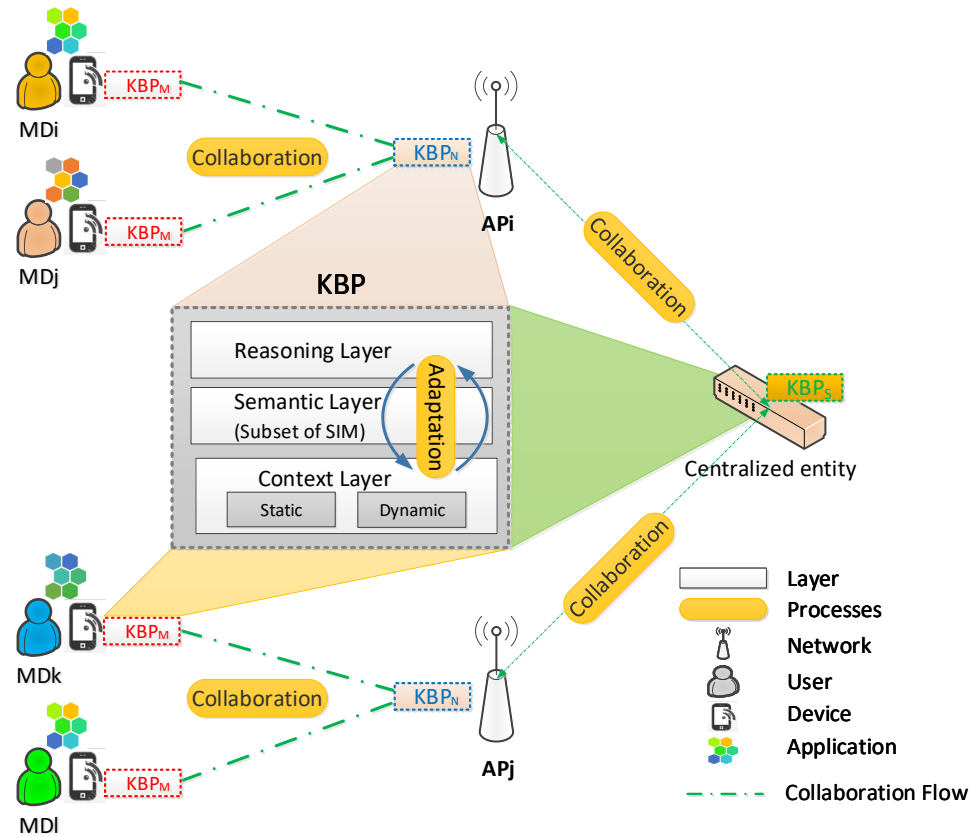 MDi
KBPM
Collaboration
KBPN
APi
MDj
KBPM
KBP
Reasoning Layer
Semantic Layer
(Subset of SIM)
Adaptation
Context Layer
Static
Dynamic
Collaboration
KBPS
Centralized entity
Collaboration
MDk
KBPM
Collaboration
KBPN
APj
MDl
KBPM
Layer
Processes
Network
User
Device
Application
Collaboration Flow